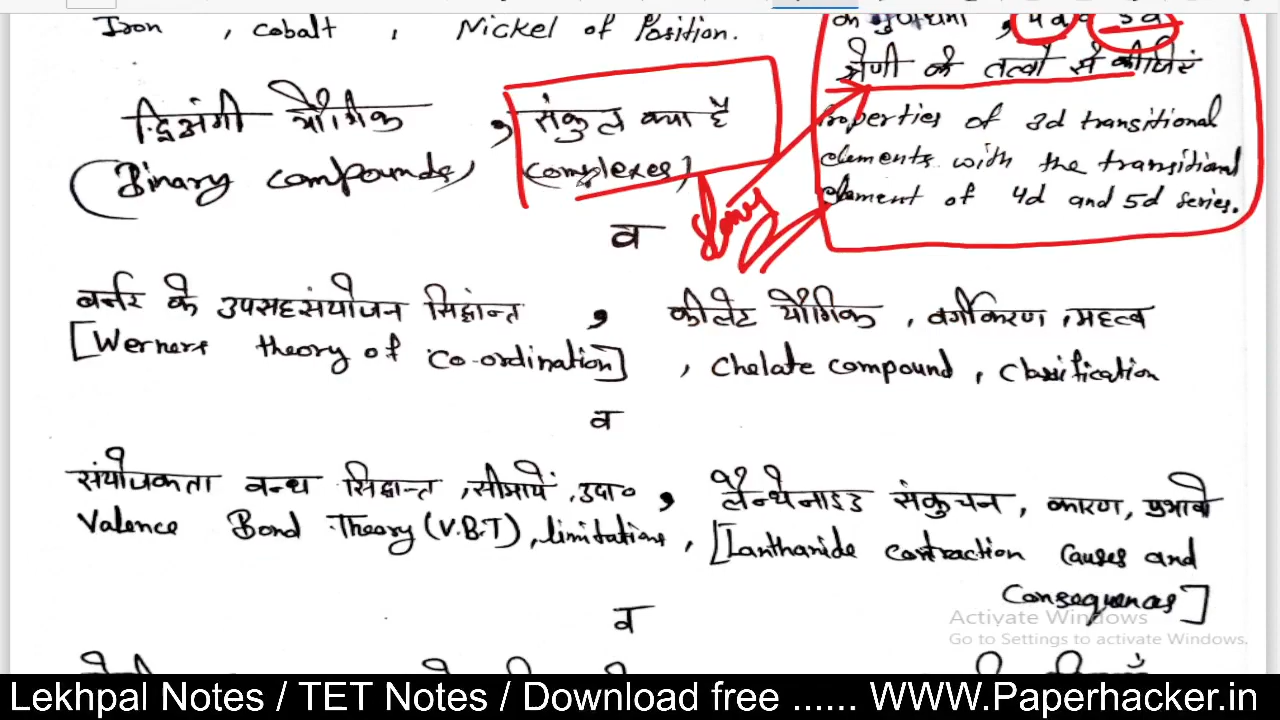 Iron , cobalt , Nickel of Position.
द्विअंगी यौगिक , संकुल क्या है
(Binary compounds) (complexes)
श्रेणी के तत्वों से कीजिए
Properties of 3d transitional
elements with the transitional
element of 4d and 5d series.
व
वर्नर के उपसहसंयोजन सिद्धान्त , कीलेट यौगिक , वर्गीकरण , महत्व
[Werners theory of co-ordination] , chelate compound , classification
व
संयोजकता बन्ध सिद्धान्त , सीमायें , उदा० , लैन्थेनाइड संकुचन , कारण , प्रभाव
Valence Bond Theory (V.B.T) , limitations , [Lanthanide contraction causes and
Consequences]
व
Activate Windows
Go to Settings to activate Windows.
Lekhpal Notes / TET Notes / Download free ...... WWW.Paperhacker.in